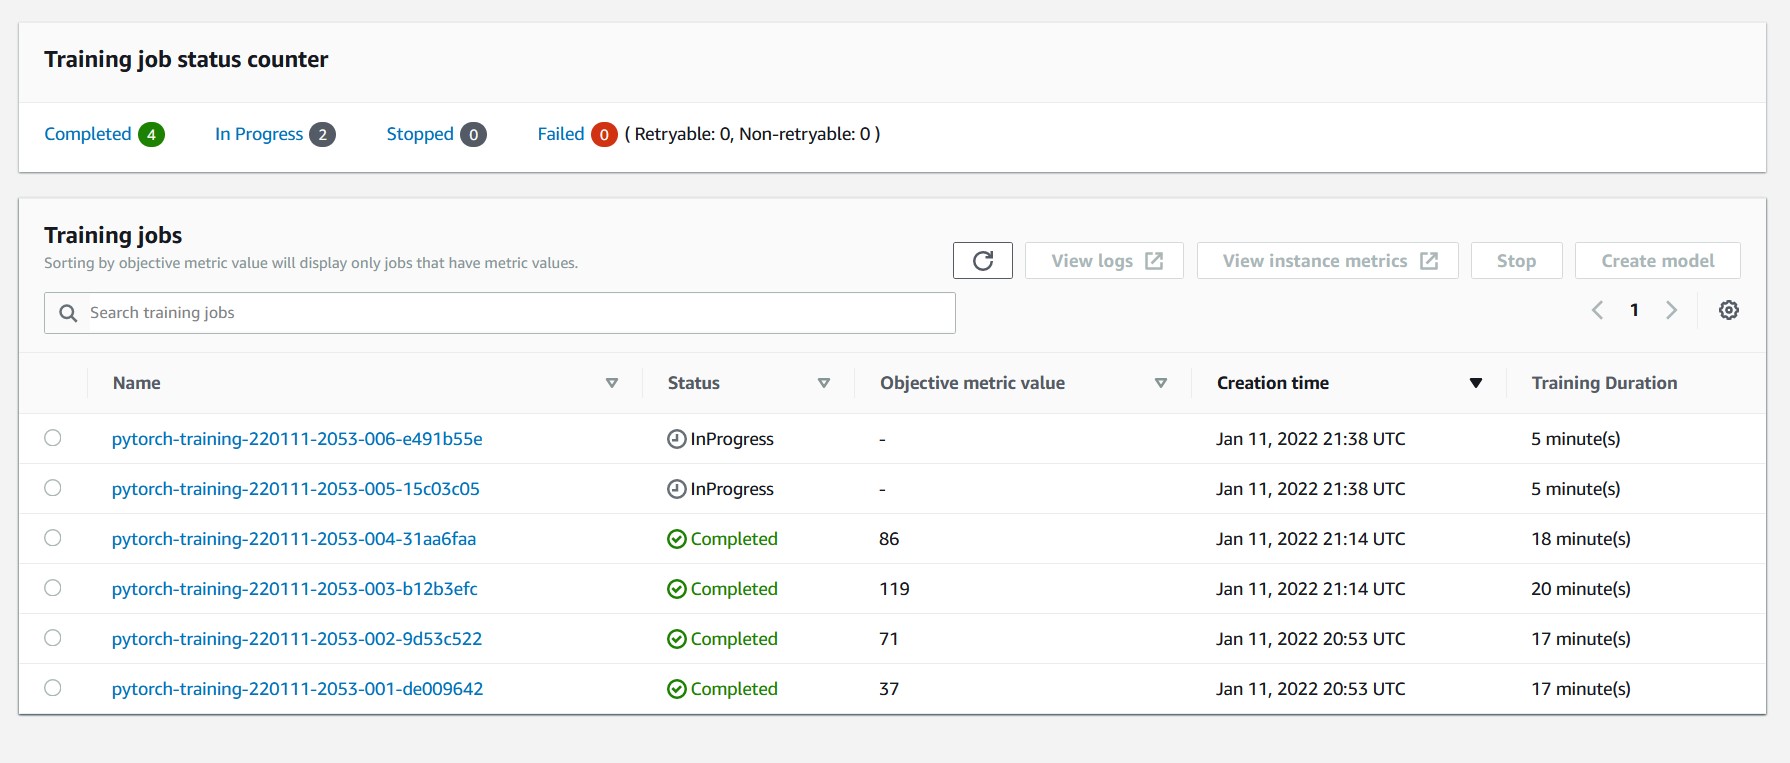 Training job status counter
Completed 4 In Progress 2 Stopped 0 Failed 0 ( Retryable: 0, Non-retryable: 0 )
Training jobs
Sorting by objective metric value will display only jobs that have metric values.
View logs View instance metrics Stop Create model
Search training jobs 1
Name Status Objective metric value Creation time Training Duration
pytorch-training-220111-2053-006-e491b55e InProgress - Jan 11, 2022 21:38 UTC 5 minute(s)
pytorch-training-220111-2053-005-15c03c05 InProgress - Jan 11, 2022 21:38 UTC 5 minute(s)
pytorch-training-220111-2053-004-31aa6faa Completed 86 Jan 11, 2022 21:14 UTC 18 minute(s)
pytorch-training-220111-2053-003-b12b3efc Completed 119 Jan 11, 2022 21:14 UTC 20 minute(s)
pytorch-training-220111-2053-002-9d53c522 Completed 71 Jan 11, 2022 20:53 UTC 17 minute(s)
pytorch-training-220111-2053-001-de009642 Completed 37 Jan 11, 2022 20:53 UTC 17 minute(s)